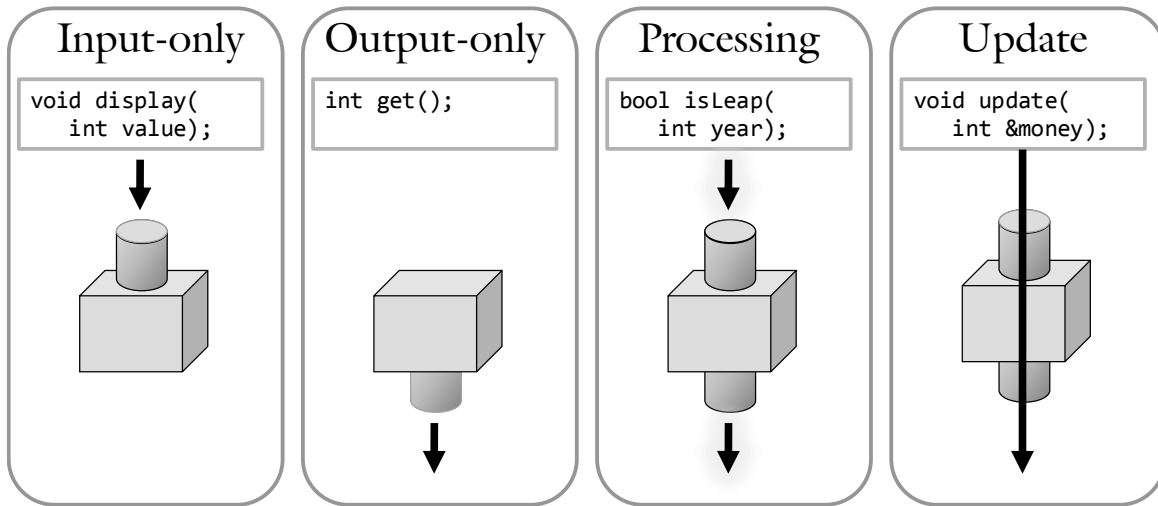 Input-only
void display(
int value);
Output-only
int get();
Processing
bool isLeap(
int year);
Update
void update(
int &money);